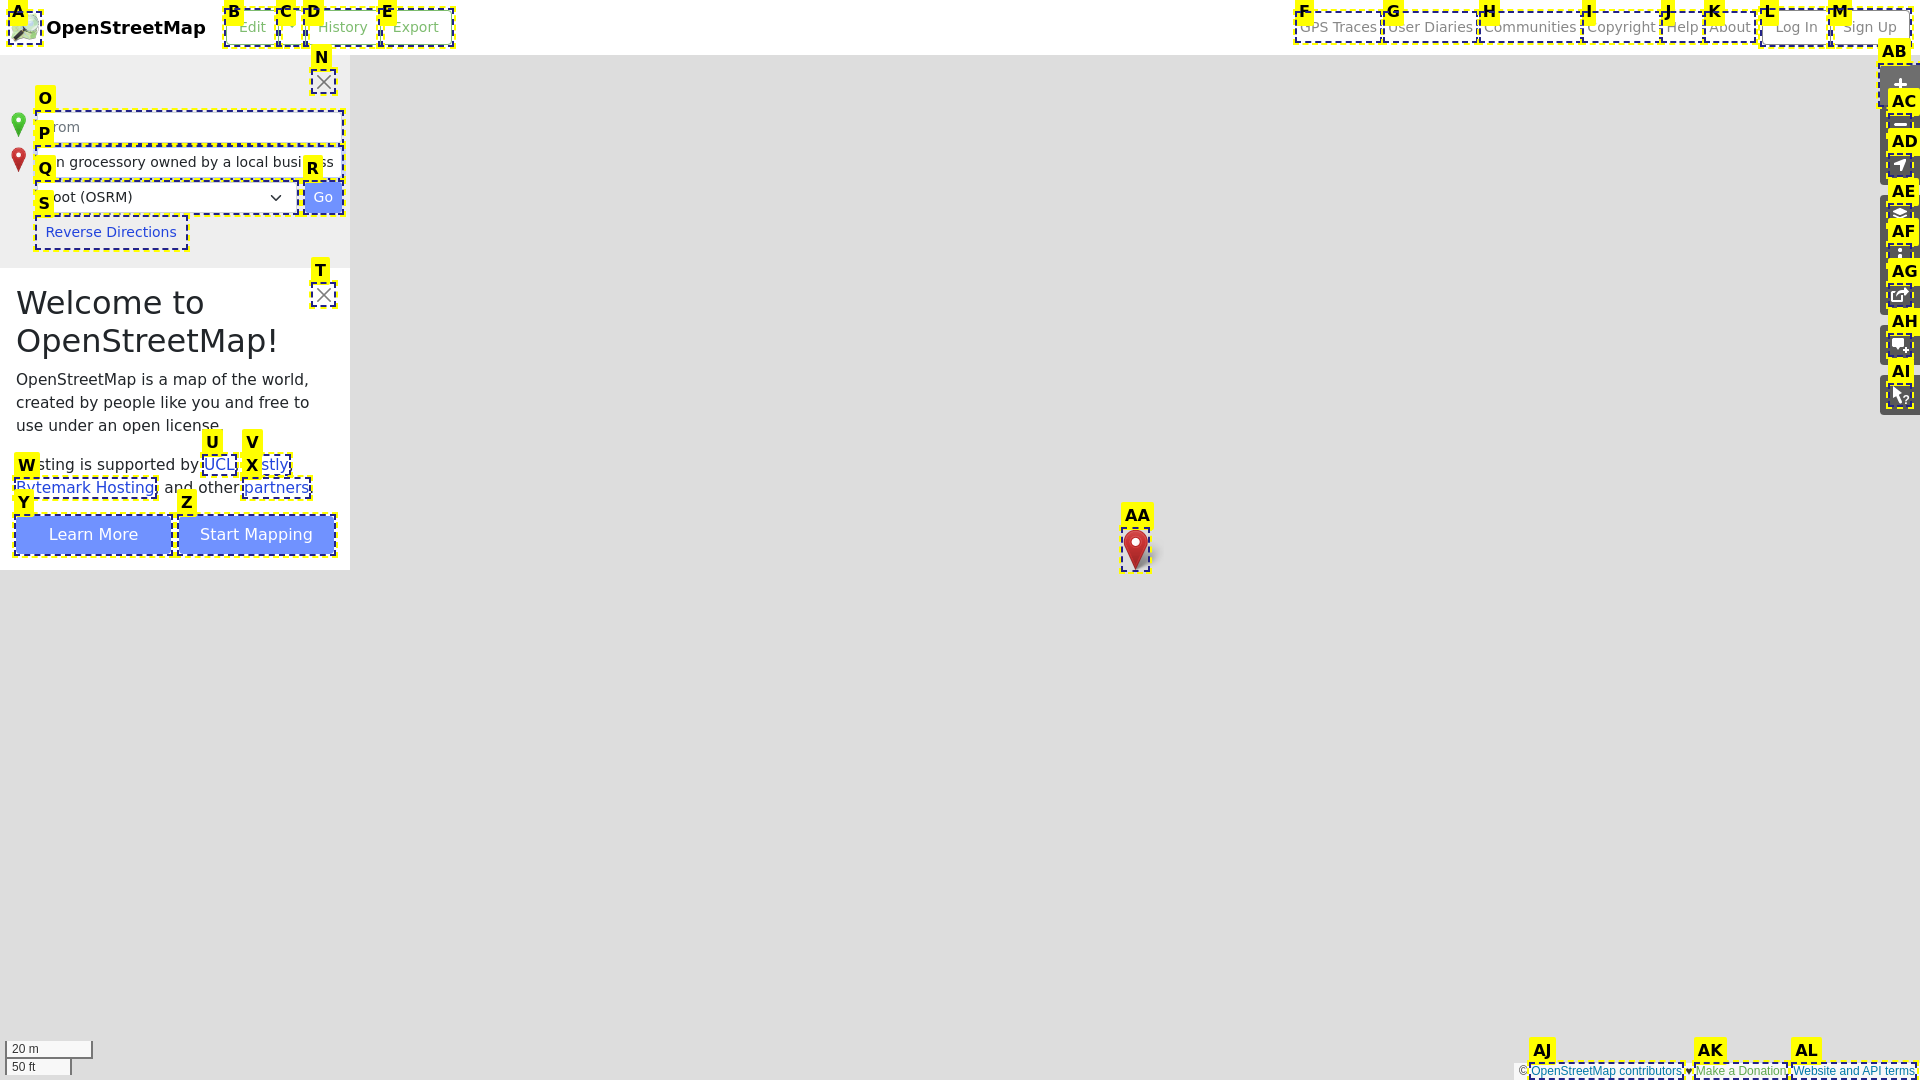 A
OpenStreetMap
B
Edit
C
D
History
E
Export
F
GPS Traces
G
User Diaries
H
Communities
I
Copyright
J
Help
K
About
L
Log In
M
Sign Up
N
O
rom
P
n grocessory owned by a local busi ss
Q
oot (OSRM)
R
Go
S
Reverse Directions
T
Welcome to
OpenStreetMap!
OpenStreetMap is a map of the world,
created by people like you and free to
use under an open license.
U
V
W
sting is supported by UCL X stly
Bytemark Hosting, and other partners.
Y
Learn More
Z
Start Mapping
AA
AB
AC
AD
AE
AF
AG
AH
AI
20 m
50 ft
AJ
AK
AL
© OpenStreetMap contributors ♥ Make a Donation Website and API terms